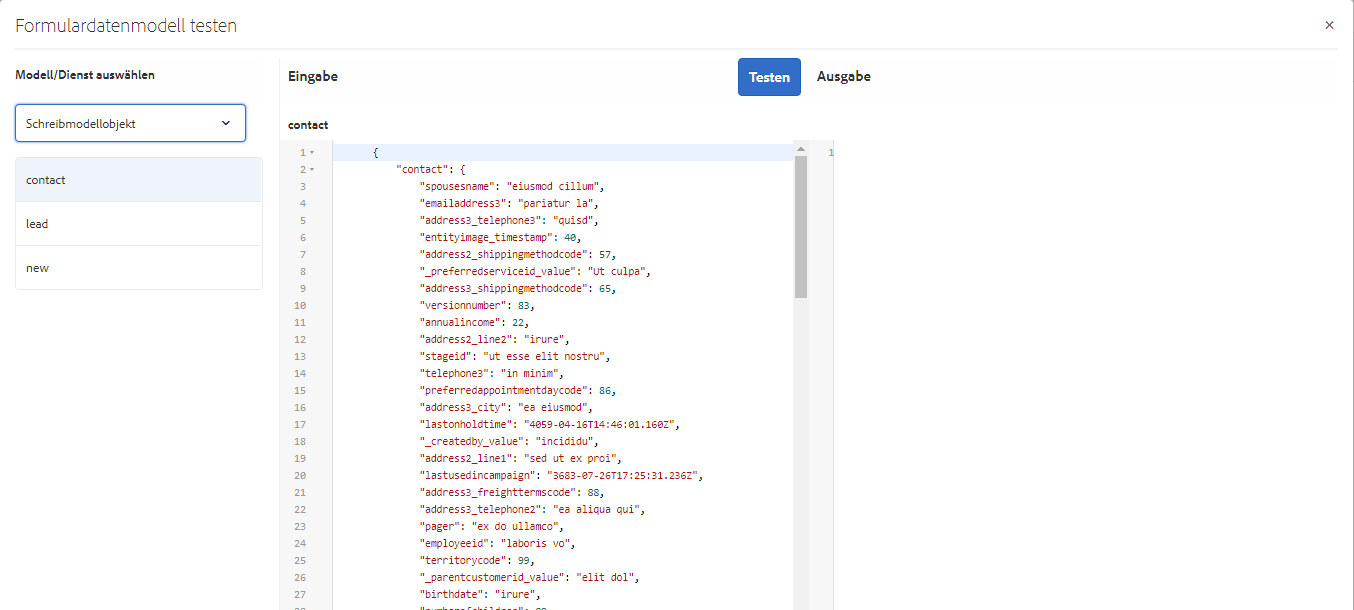 Formulardatenmodell testen
×
Modell/Dienst auswählen
Schreibmodellobjekt
contact
lead
new
Eingabe
Testen
Ausgabe
contact
1 {
2 "contact": {
3 "spousesname": "eiusmod cillum",
4 "emailaddress3": "pariatur la",
5 "address3_telephone3": "quisd",
6 "entityimage_timestamp": 40,
7 "address2_shippingmethodcode": 57,
8 "_preferredserviceid_value": "Ut culpa",
9 "address3_shippingmethodcode": 65,
10 "versionnumber": 83,
11 "annualincome": 22,
12 "address2_line2": "irure",
13 "stageid": "ut esse elit nostru",
14 "telephone3": "in minim",
15 "preferredappointmentdaycode": 86,
16 "address3_city": "ea eiusmod",
17 "lastonholdtime": "4059-04-16T14:46:01.160Z",
18 "_createdby_value": "incididu",
19 "address2_line1": "sed ut ex proi",
20 "lastusedincampaign": "3683-07-26T17:25:31.236Z",
21 "address3_freighttermscode": 88,
22 "address3_telephone2": "ea aliqua qui",
23 "pager": "ex do ullamco",
24 "employeeid": "laboris vo",
25 "territorycode": 99,
26 "_parentcustomerid_value": "elit dol",
27 "birthdate": "irure",
1